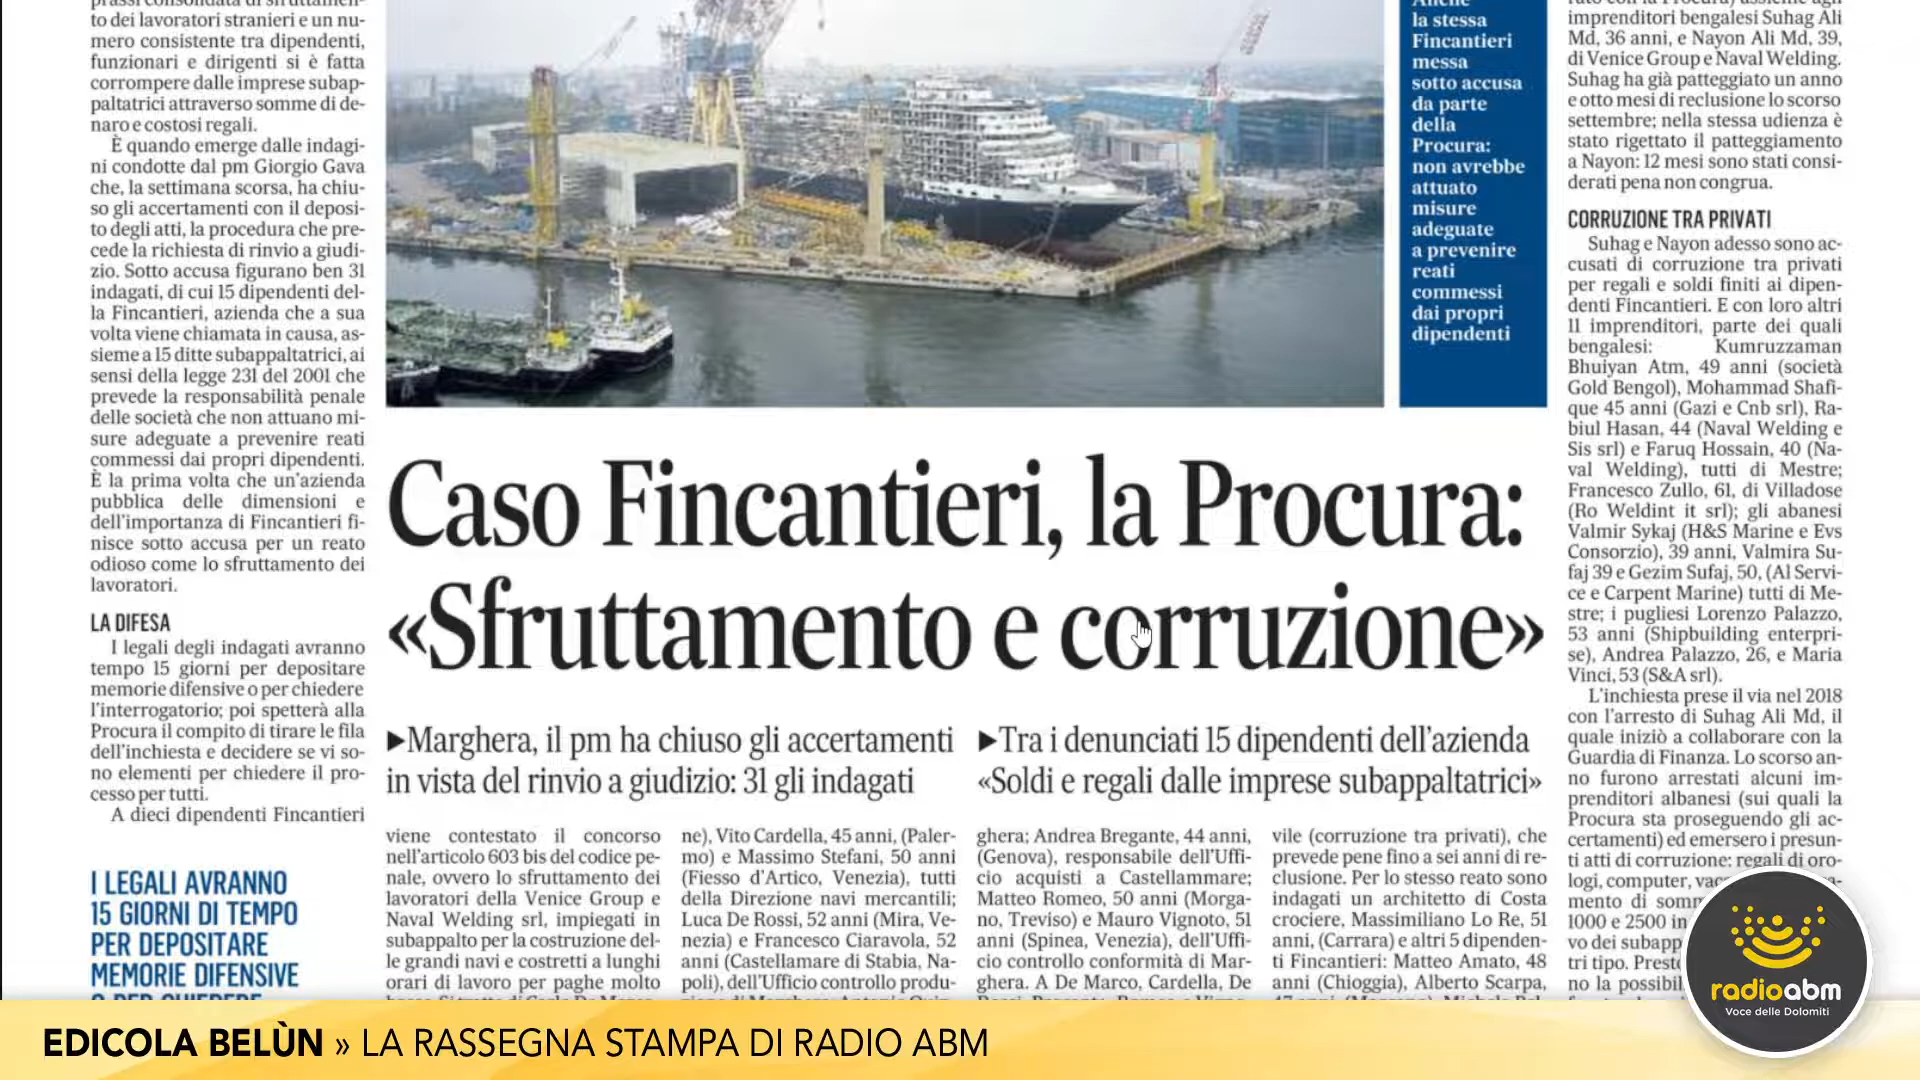 to dei lavoratori stranieri e un nu-
mero consistente tra dipendenti,
funzionari e dirigenti si è fatta
corrompere dalle imprese subap-
paltatrici attraverso somme di de-
naro e costosi regali.
È quando emerge dalle indagi-
ni condotte dal pm Giorgio Gava
che, la settimana scorsa, ha chiu-
so gli accertamenti con il deposi-
to degli atti, la procedura che pre-
cede la richiesta di rinvio a giudi-
zio. Sotto accusa figurano ben 31
indagati, di cui 15 dipendenti del-
la Fincantieri, azienda che a sua
volta viene chiamata in causa, as-
sieme a 15 ditte subappaltatrici, ai
sensi della legge 231 del 2001 che
prevede la responsabilità penale
delle società che non attuano mi-
sure adeguate a prevenire reati
commessi dai propri dipendenti.
È la prima volta che un'azienda
pubblica delle dimensioni e
dell'importanza di Fincantieri fi-
nisce sotto accusa per un reato
odioso come lo sfruttamento dei
lavoratori.
LA DIFESA
I legali degli indagati avranno
tempo 15 giorni per depositare
memorie difensive o per chiedere
l'interrogatorio; poi spetterà alla
Procura il compito di tirare le fila
dell'inchiesta e decidere se vi so-
no elementi per chiedere il pro-
cesso per tutti.
A dieci dipendenti Fincantieri
I LEGALI AVRANNO
15 GIORNI DI TEMPO
PER DEPOSITARE
MEMORIE DIFENSIVE
O PER CHIEDERE
Anche
la stessa
Fincantieri
messa
sotto accusa
da parte
della
Procura:
non avrebbe
attuato
misure
adeguate
a prevenire
reati
commessi
dai propri
dipendenti
Caso Fincantieri, la Procura:
«Sfruttamento e corruzione»
►Marghera, il pm ha chiuso gli accertamenti
in vista del rinvio a giudizio: 31 gli indagati
►Tra i denunciati 15 dipendenti dell'azienda
«Soldi e regali dalle imprese subappaltatrici»
viene contestato il concorso
nell'articolo 603 bis del codice pe-
nale, ovvero lo sfruttamento dei
lavoratori della Venice Group e
Naval Welding srl, impiegati in
subappalto per la costruzione del-
le grandi navi e costretti a lunghi
orari di lavoro per paghe molto
ne), Vito Cardella, 45 anni, (Paler-
mo) e Massimo Stefani, 50 anni
(Fiesso d'Artico, Venezia), tutti
della Direzione navi mercantili;
Luca De Rossi, 52 anni (Mira, Ve-
nezia) e Francesco Ciaravola, 52
anni (Castellamare di Stabia, Na-
poli), dell'Ufficio controllo produ-
ghera; Andrea Bregante, 44 anni,
(Genova), responsabile dell'Uffi-
cio acquisti a Castellammare;
Matteo Romeo, 50 anni (Morga-
no, Treviso) e Mauro Vignoto, 51
anni (Spinea, Venezia), dell'Uffi-
cio controllo conformità di Mar-
ghera. A De Marco, Cardella, De
vile (corruzione tra privati), che
prevede pene fino a sei anni di re-
clusione. Per lo stesso reato sono
indagati un architetto di Costa
crociere, Massimiliano Lo Re, 51
anni, (Carrara) e altri 5 dipenden-
ti Fincantieri: Matteo Amato, 48
anni (Chioggia), Alberto Scarpa,
imprenditori bengalesi Suhag Ali
Md, 36 anni, e Nayon Ali Md, 39,
di Venice Group e Naval Welding.
Suhag ha già patteggiato un anno
e otto mesi di reclusione lo scorso
settembre; nella stessa udienza è
stato rigettato il patteggiamento
a Nayon: 12 mesi sono stati consi-
derati pena non congrua.
CORRUZIONE TRA PRIVATI
Suhag e Nayon adesso sono ac-
cusati di corruzione tra privati
per regali e soldi finiti ai dipen-
denti Fincantieri. E con loro altri
11 imprenditori, parte dei quali
bengalesi: Kumruzzaman
Bhuiyan Atm, 49 anni (società
Gold Bengol), Mohammad Shafi-
que 45 anni (Gazi e Cnb srl), Ra-
biul Hasan, 44 (Naval Welding e
Sis srl) e Faruq Hossain, 40 (Na-
val Welding), tutti di Mestre;
Francesco Zullo, 61, di Villadose
(Ro Weldint it srl); gli abanesi
Valmir Sykaj (H&S Marine e Evs
Consorzio), 39 anni, Valmira Su-
faj 39 e Gezim Sufaj, 50, (Al Servi-
ce e Carpent Marine) tutti di Me-
stre; i pugliesi Lorenzo Palazzo,
53 anni (Shipbuilding enterpri-
se), Andrea Palazzo, 26, e Maria
Vinci, 53 (S&A srl).
L'inchiesta prese il via nel 2018
con l'arresto di Suhag Ali Md, il
quale iniziò a collaborare con la
Guardia di Finanza. Lo scorso an-
no furono arrestati alcuni im-
prenditori albanesi (sui quali la
Procura sta proseguendo gli ac-
certamenti) ed emersero i presun-
ti atti di corruzione: regali di oro-
logi, computer,
mento di
1000 e 2500
vo dei
tri tipo.
no la
radioabm
Voce delle Dolomiti
EDICOLA BELÙN » LA RASSEGNA STAMPA DI RADIO ABM